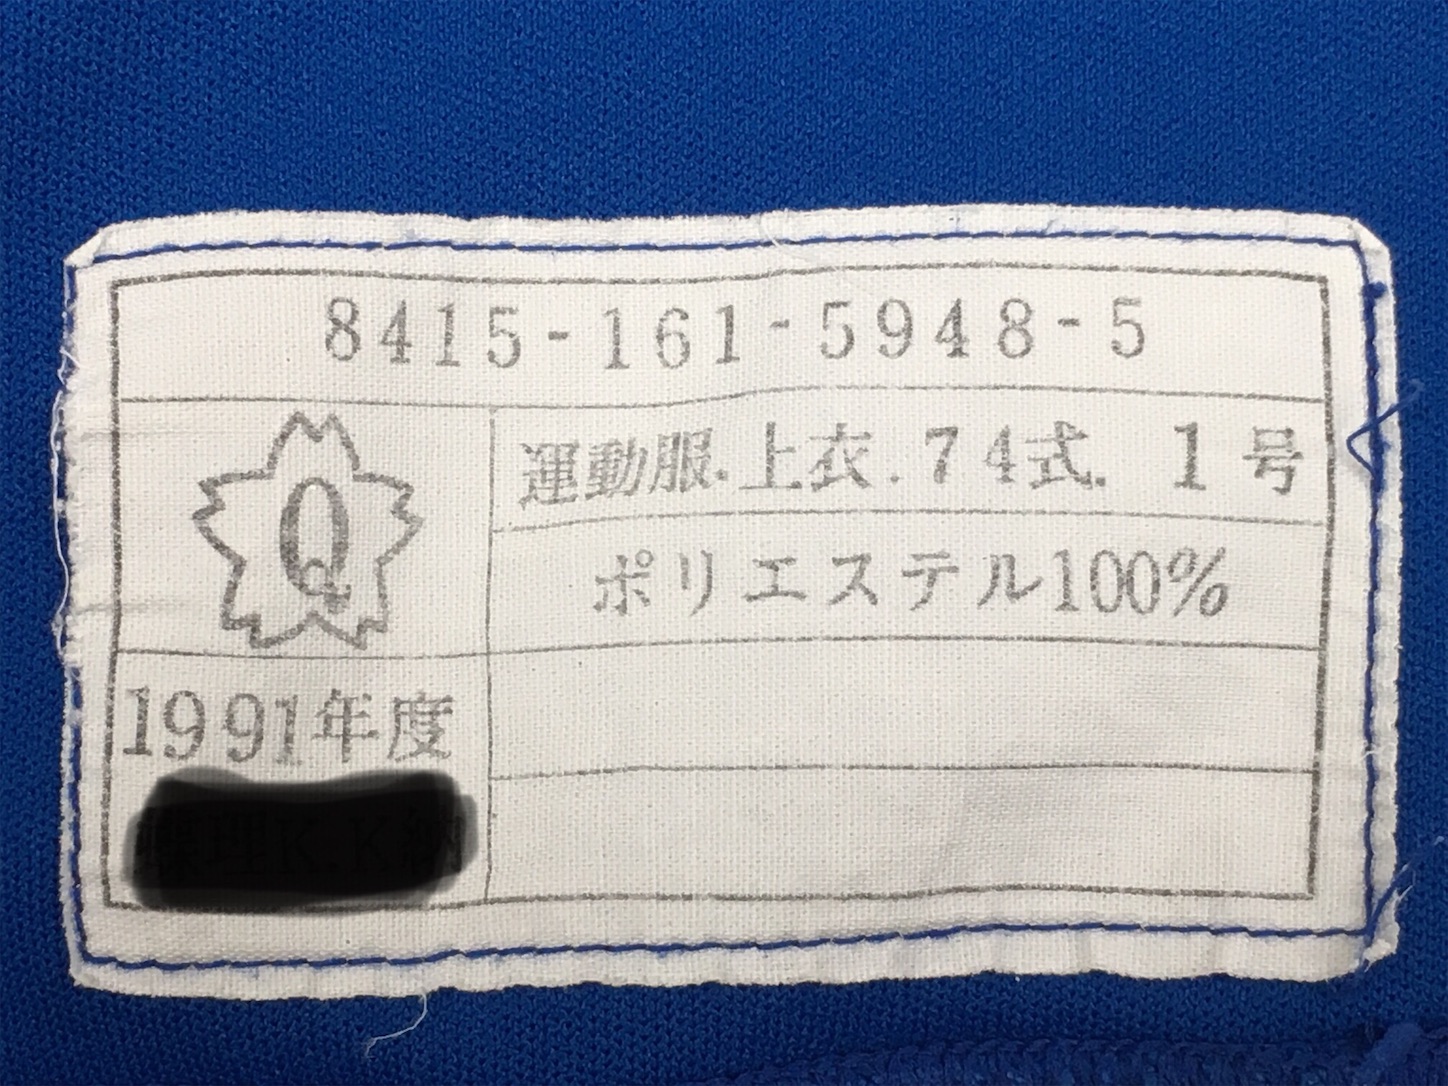 8415-161-5948-5
Q
運動服.上衣.74式. 1号
ポリエステル100%
1991年度